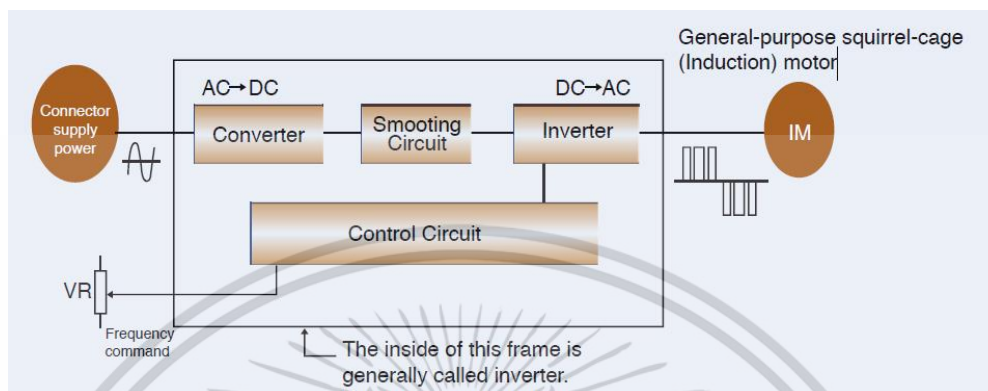 General-purpose squirrel-cage
(Induction) motor
AC→DC
DC→AC
Connector
supply
power
Converter
Smooting
Circuit
Inverter
IM
Control Circuit
VR
Frequency
command
The inside of this frame is
generally called inverter.